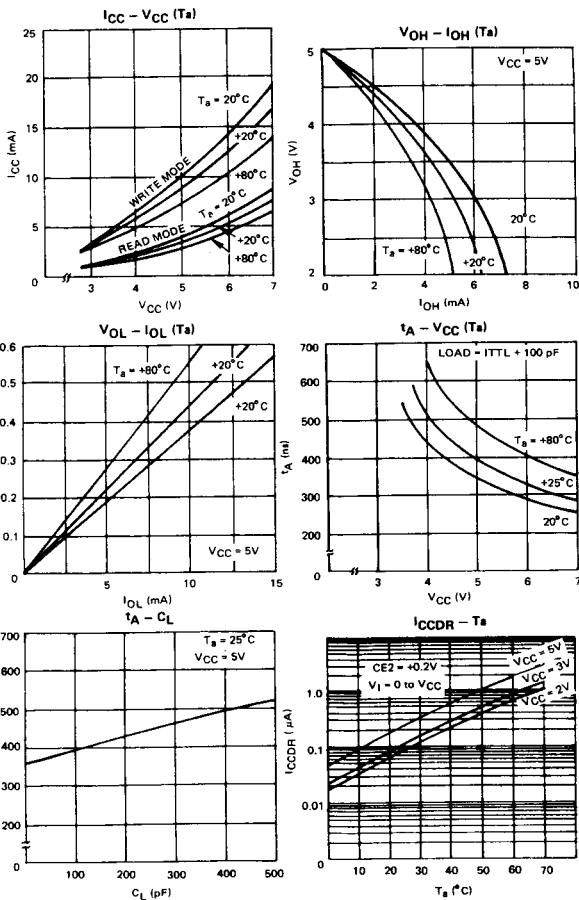 ICC – VCC (Ta)
25
20
15
10
5
0
ICC (mA)
Ta = 20°C
+20°C
+80°C
WRITE MODE
Ta = 20°C
READ MODE
+20°C
+80°C
3 4 5 6 7
VCC (V)
VOH – IOH (Ta)
VCC = 5V
5
4
3
2
VOH (V)
20°C
Ta = +80°C
+20°C
0 2 4 6 8 10
IOH (mA)
VOL – IOL (Ta)
0.6
0.5
0.4
0.3
0.2
0.1
0
Ta = +80°C
+20°C
+20°C
VCC = 5V
5 10 15
IOL (mA)
tA – VCC (Ta)
LOAD = ITTL + 100 pF
700
600
500
400
300
200
0
tA (ns)
Ta = +80°C
+25°C
20°C
3 4 5 6 7
VCC (V)
tA – CL
Ta = 25°C
VCC = 5V
700
600
500
400
300
200
0
100 200 300 400 500
CL (pF)
ICCDR – Ta
CE2 = +0.2V
VI = 0 to VCC
VCC = 5V
VCC = 3V
VCC = 2V
1.0
0.1
0.01
0
ICCDR (µA)
0 20 40 60 80
Ta (°C)